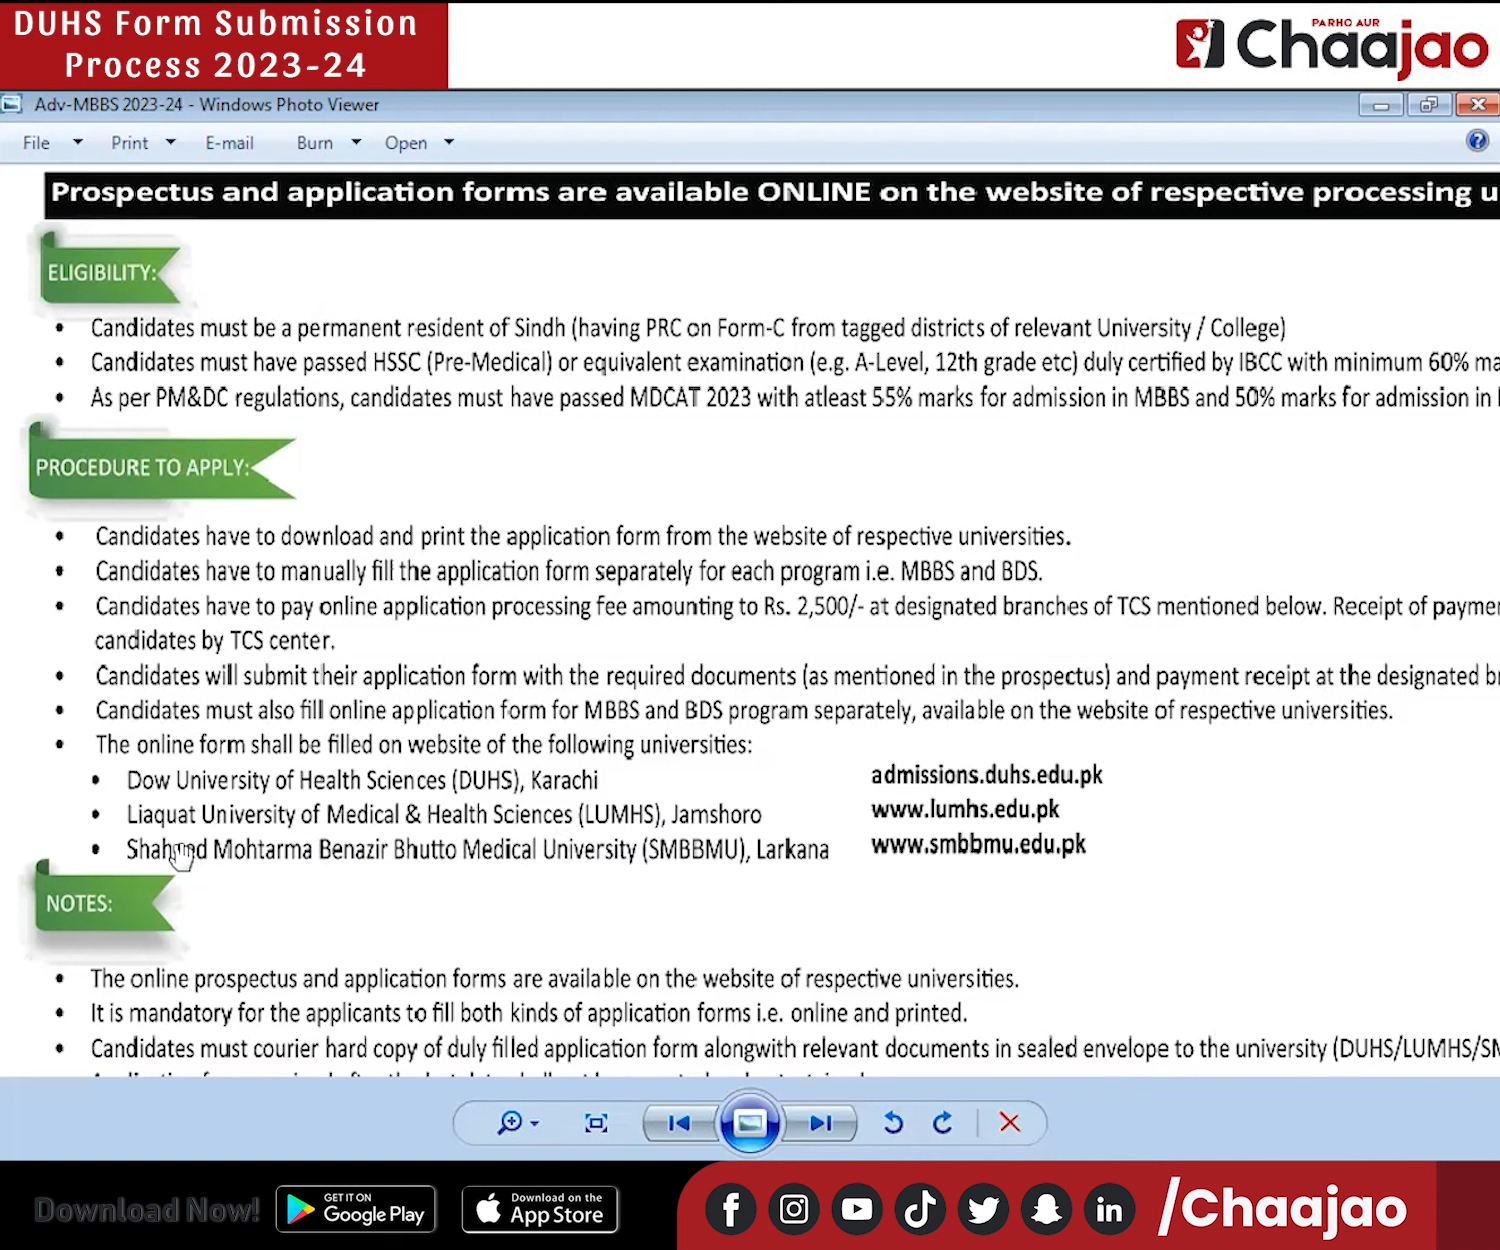 DUHS Form Submission
Process 2023-24
PARHO AUR
Chaajao
Adv-MBBS 2023-24 - Windows Photo Viewer
File Print E-mail Burn Open
Prospectus and application forms are available ONLINE on the website of respective processing u
ELIGIBILITY:
• Candidates must be a permanent resident of Sindh (having PRC on Form-C from tagged districts of relevant University / College)
• Candidates must have passed HSSC (Pre-Medical) or equivalent examination (e.g. A-Level, 12th grade etc) duly certified by IBCC with minimum 60% ma
• As per PM&DC regulations, candidates must have passed MDCAT 2023 with atleast 55% marks for admission in MBBS and 50% marks for admission in
PROCEDURE TO APPLY:
• Candidates have to download and print the application form from the website of respective universities.
• Candidates have to manually fill the application form separately for each program i.e. MBBS and BDS.
• Candidates have to pay online application processing fee amounting to Rs. 2,500/- at designated branches of TCS mentioned below. Receipt of paymen
candidates by TCS center.
• Candidates will submit their application form with the required documents (as mentioned in the prospectus) and payment receipt at the designated br
• Candidates must also fill online application form for MBBS and BDS program separately, available on the website of respective universities.
• The online form shall be filled on website of the following universities:
• Dow University of Health Sciences (DUHS), Karachi admissions.duhs.edu.pk
• Liaquat University of Medical & Health Sciences (LUMHS), Jamshoro www.lumhs.edu.pk
• Shaheed Mohtarma Benazir Bhutto Medical University (SMBBMU), Larkana www.smbbmu.edu.pk
NOTES:
• The online prospectus and application forms are available on the website of respective universities.
• It is mandatory for the applicants to fill both kinds of application forms i.e. online and printed.
• Candidates must courier hard copy of duly filled application form alongwith relevant documents in sealed envelope to the university (DUHS/LUMHS/SM
Download Now!
GET IT ON
Google Play
Download on the
App Store
/Chaajao